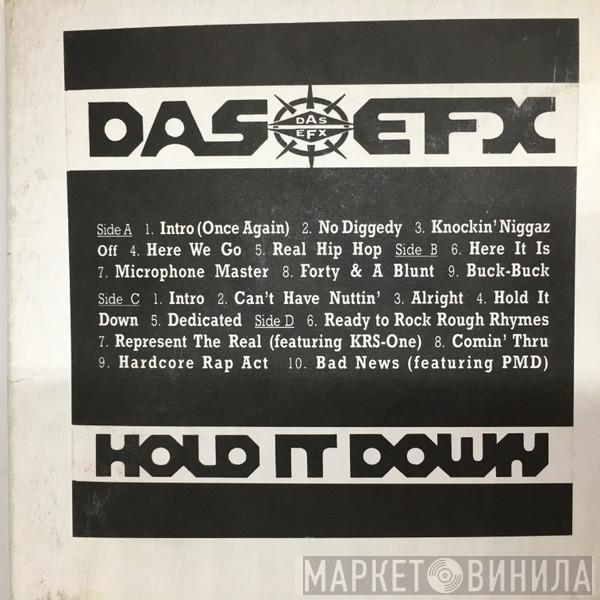 DAS DAS EFX EFX
Side A 1. Intro (Once Again) 2. No Diggedy 3. Knockin' Niggaz
Off 4. Here We Go 5. Real Hip Hop Side B 6. Here It Is
7. Microphone Master 8. Forty & A Blunt 9. Buck-Buck
Side C 1. Intro 2. Can't Have Nuttin' 3. Alright 4. Hold It
Down 5. Dedicated Side D 6. Ready to Rock Rough Rhymes
7. Represent The Real (featuring KRS-One) 8. Comin' Thru
9. Hardcore Rap Act 10. Bad News (featuring PMD)
HOLD IT DOWN
МАРКЕТ ВИНИЛА